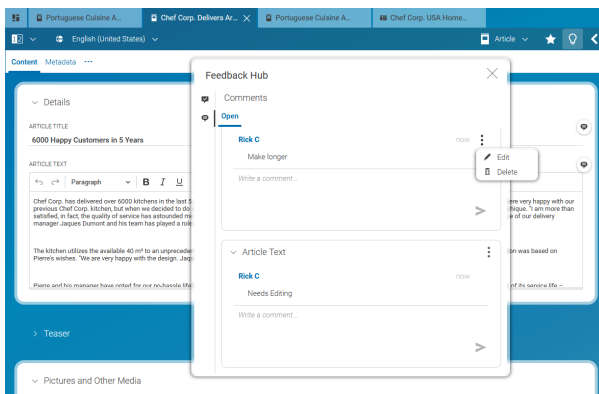 Portuguese Cuisine A...
Chef Corp. Delivers Ar...
Portuguese Cuisine A...
Chef Corp. USA Home...
English (United States)
Article
Content Metadata ...
Feedback Hub
Comments
Open
Rick C now
Make longer
Write a comment...
Edit
Delete
Article Text
Rick C now
Needs Editing
Write a comment...
Details
ARTICLE TITLE
6000 Happy Customers in 5 Years
ARTICLE TEXT
Paragraph B I U
Chef Corp. has delivered over 6000 kitchens in the last 5 ere very happy with our
previous Chef Corp. kitchen, but when we decided to do hnique. "I am more than
satisfied, in fact, the quality of service has astounded me e of our delivery
manager Jaques Dumont and his team has played a role
The kitchen utilizes the available 40 m² to an unprecede on was based on
Pierre's wishes. "We are very happy with the design. Jaqu
Pierre and his manager have opted for our no-hassle life of its service life –
Teaser
Pictures and Other Media